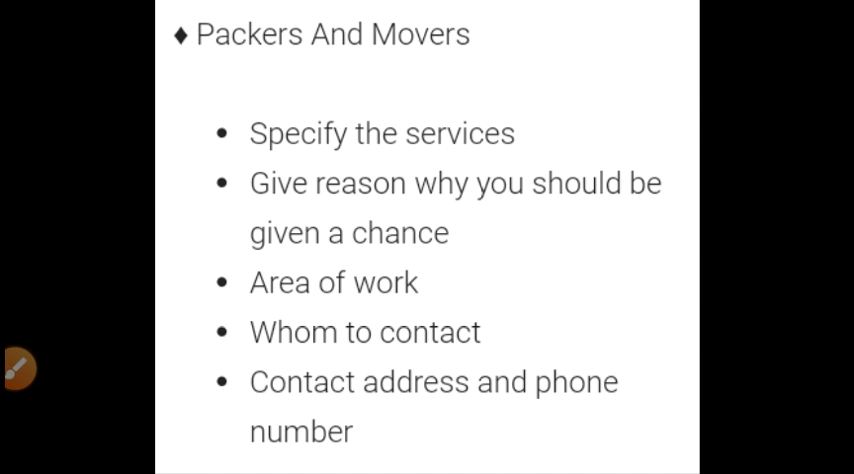 ♦ Packers And Movers
• Specify the services
• Give reason why you should be
given a chance
• Area of work
• Whom to contact
• Contact address and phone
number